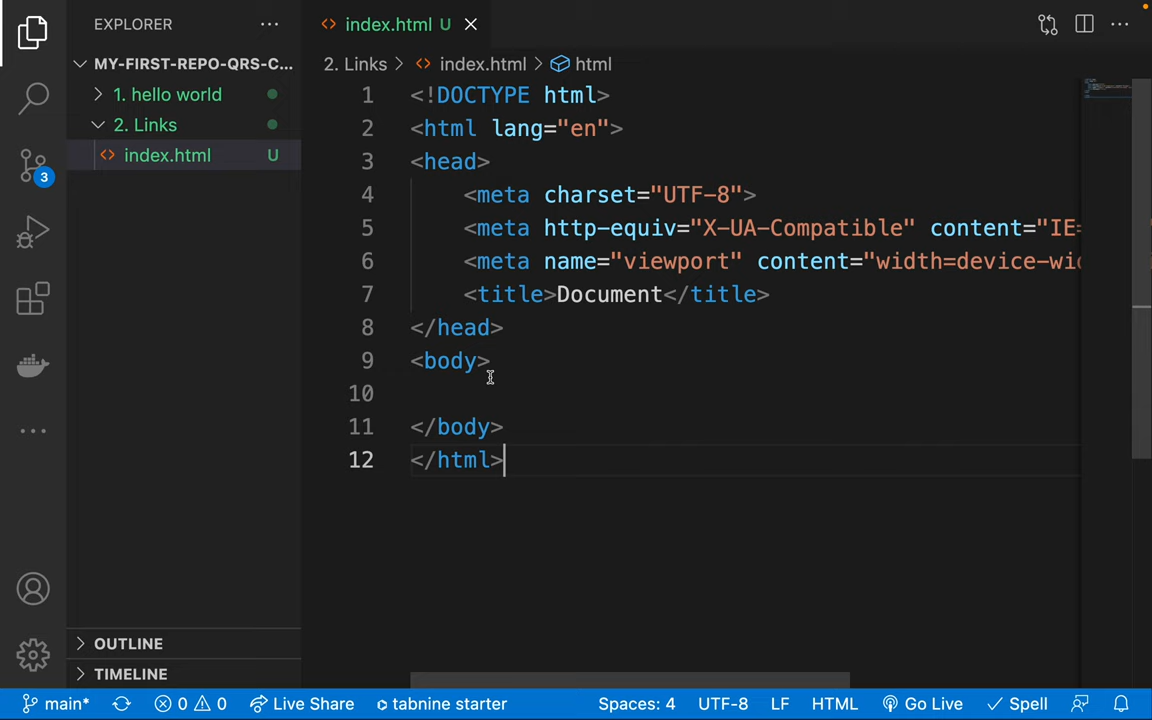 EXPLORER
MY-FIRST-REPO-QRS-C...
1. hello world
2. Links
index.html U
3
OUTLINE
TIMELINE
index.html U
2. Links > index.html > html
1 <!DOCTYPE html>
2 <html lang="en">
3 <head>
4 <meta charset="UTF-8">
5 <meta http-equiv="X-UA-Compatible" content="IE=
6 <meta name="viewport" content="width=device-wid
7 <title>Document</title>
8 </head>
9 <body>
10
11 </body>
12 </html>
main* 0 0 Live Share tabnine starter Spaces: 4 UTF-8 LF HTML Go Live Spell